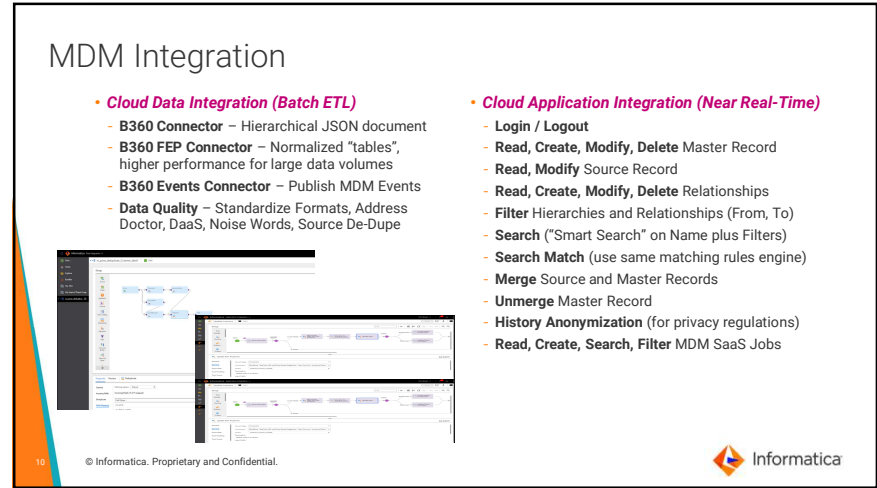 MDM Integration
• Cloud Data Integration (Batch ETL)
- B360 Connector – Hierarchical JSON document
- B360 FEP Connector – Normalized “tables”,
higher performance for large data volumes
- B360 Events Connector – Publish MDM Events
- Data Quality – Standardize Formats, Address
Doctor, DaaS, Noise Words, Source De-Dupe
• Cloud Application Integration (Near Real-Time)
- Login / Logout
- Read, Create, Modify, Delete Master Record
- Read, Modify Source Record
- Read, Create, Modify, Delete Relationships
- Filter Hierarchies and Relationships (From, To)
- Search (“Smart Search” on Name plus Filters)
- Search Match (use same matching rules engine)
- Merge Source and Master Records
- Unmerge Master Record
- History Anonymization (for privacy regulations)
- Read, Create, Search, Filter MDM SaaS Jobs
10
© Informatica. Proprietary and Confidential.
Informatica